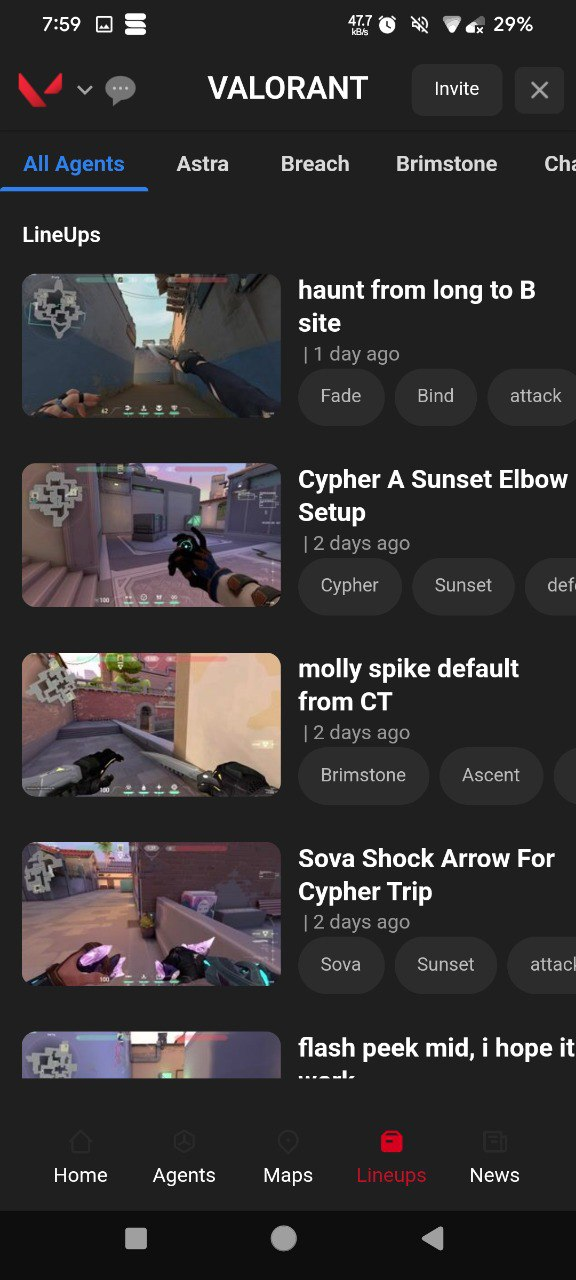 7:59
47.7
kB/s
29%
VALORANT
Invite
All Agents
Astra
Breach
Brimstone
Cha
LineUps
haunt from long to B
site
| 1 day ago
Fade
Bind
attack
Cypher A Sunset Elbow
Setup
| 2 days ago
Cypher
Sunset
defe
molly spike default
from CT
| 2 days ago
Brimstone
Ascent
Sova Shock Arrow For
Cypher Trip
| 2 days ago
Sova
Sunset
attack
flash peek mid, i hope it
work
Home
Agents
Maps
Lineups
News